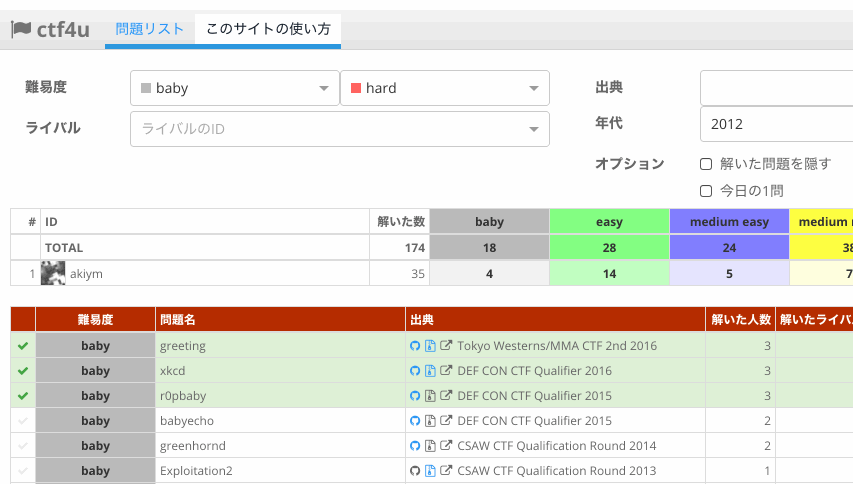 ctf4u 問題リスト このサイトの使い方
難易度 baby hard 出典
ライバル ライバルのID 年代 2012
オプション 解いた問題を隠す
今日の1問
# ID 解いた数 baby easy medium easy medium
TOTAL 174 18 28 24 38
1 akiym 35 4 14 5 7
難易度 問題名 出典 解いた人数 解いたライバ
baby greeting Tokyo Westerns/MMA CTF 2nd 2016 3
baby xkcd DEF CON CTF Qualifier 2016 3
baby r0pbaby DEF CON CTF Qualifier 2015 3
baby babyecho DEF CON CTF Qualifier 2015 2
baby greenhornd CSAW CTF Qualification Round 2014 2
baby Exploitation2 CSAW CTF Qualification Round 2013 1